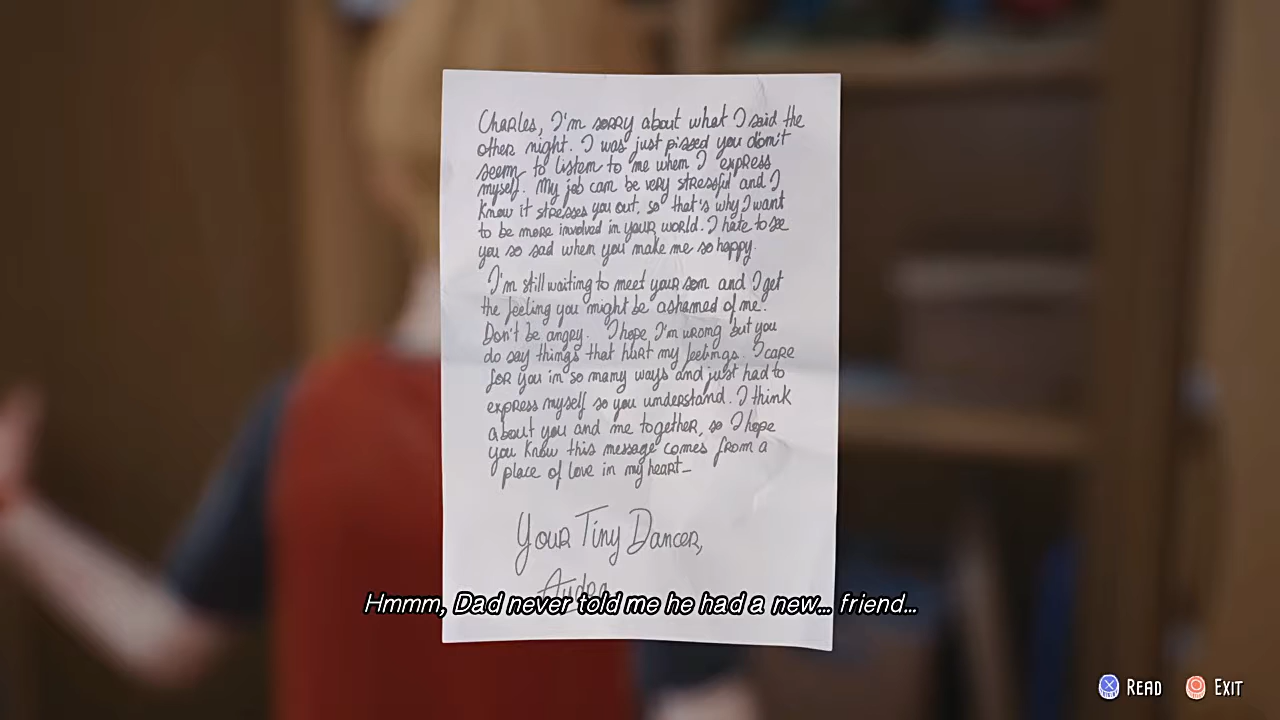 Charles, I'm sorry about what I said the
other night. I was just pissed you don't
seem to listen to me when I express
myself. My job can be very stressful and I
know it stresses you out, so that's why I want
to be more involved in your world. I hate to see
you so sad when you make me so happy.
I'm still waiting to meet your son and I get
the feeling you might be ashamed of me.
Don't be angry. I hope I'm wrong but you
do say things that hurt my feelings. I care
for you in so many ways and just had to
express myself so you understand. I think
about you and me together, so I hope
you know this message comes from a
place of love in my heart_
Your Tiny Dancer,
Hmmm, Dad never told me he had a new... friend...
READ EXIT